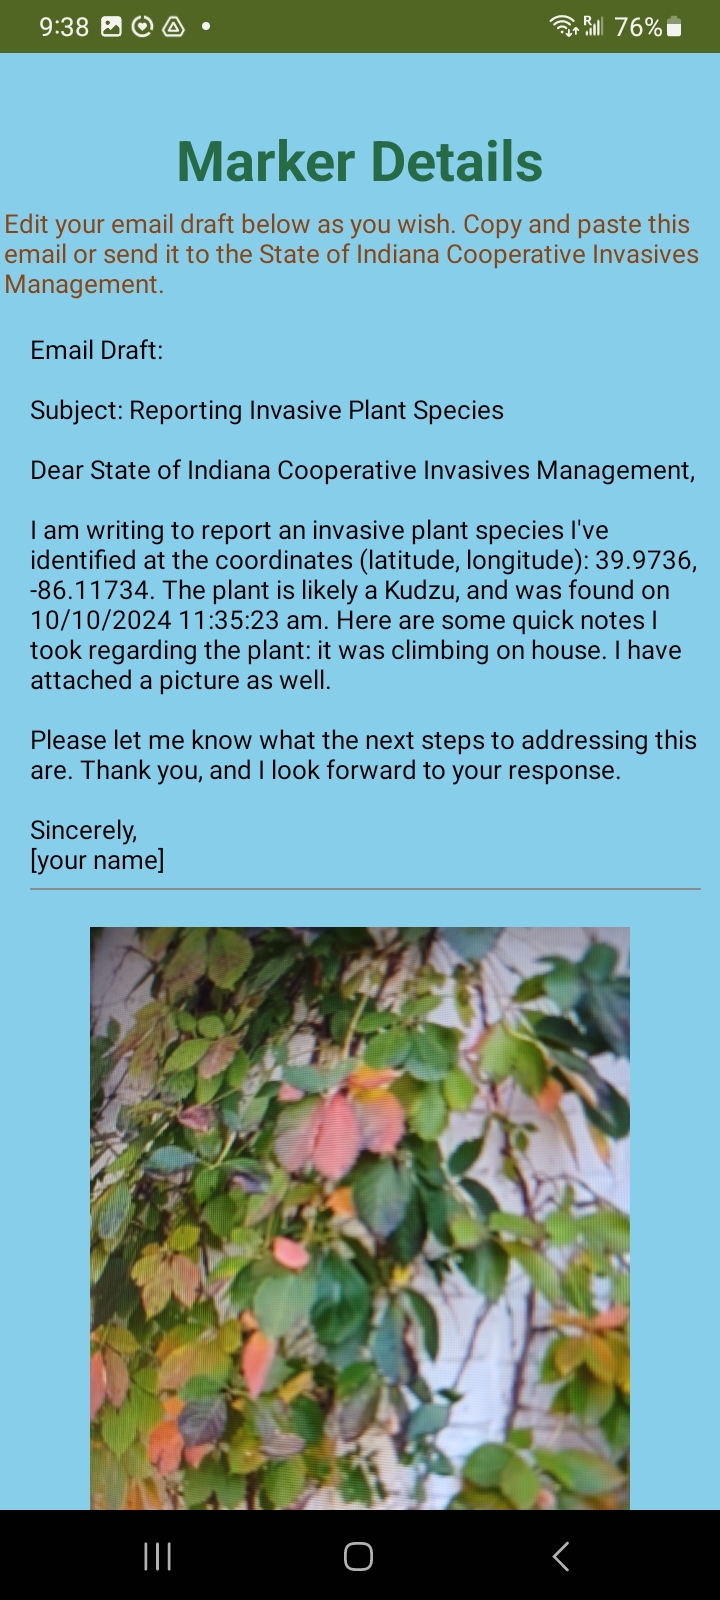 9:38
R
76%
Marker Details
Edit your email draft below as you wish. Copy and paste this
email or send it to the State of Indiana Cooperative Invasives
Management.
Email Draft:
Subject: Reporting Invasive Plant Species
Dear State of Indiana Cooperative Invasives Management,
I am writing to report an invasive plant species I've
identified at the coordinates (latitude, longitude): 39.9736,
-86.11734. The plant is likely a Kudzu, and was found on
10/10/2024 11:35:23 am. Here are some quick notes I
took regarding the plant: it was climbing on house. I have
attached a picture as well.
Please let me know what the next steps to addressing this
are. Thank you, and I look forward to your response.
Sincerely,
[your name]